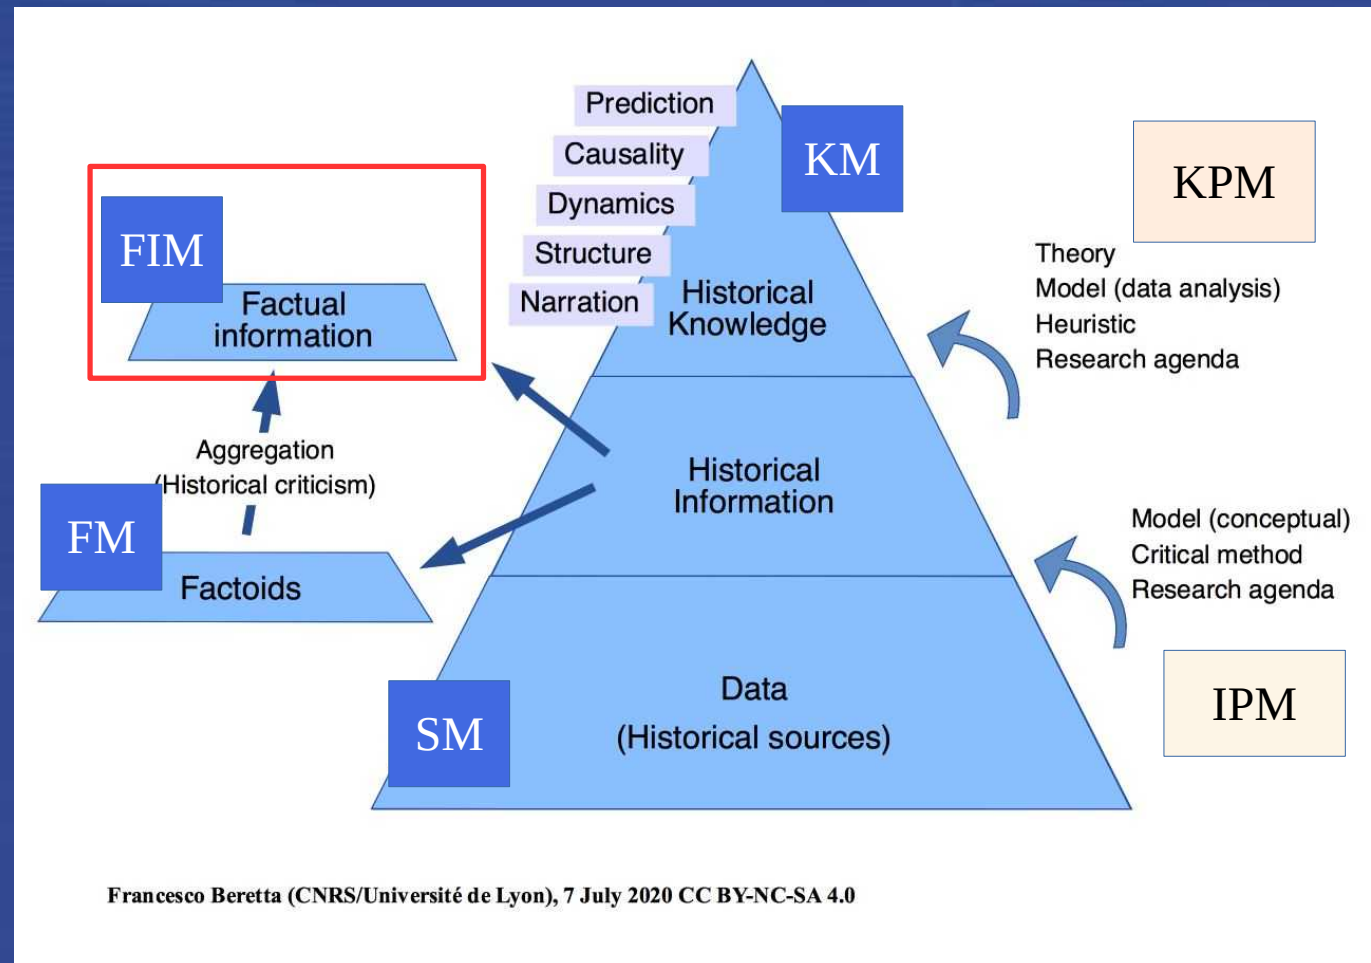 Prediction
Causality
Dynamics
Structure
Narration
KM
KPM
FIM
Factual
information
Historical
Knowledge
Theory
Model (data analysis)
Heuristic
Research agenda
Aggregation
(Historical criticism)
Historical
Information
FM
Factoids
Model (conceptual)
Critical method
Research agenda
SM
Data
(Historical sources)
IPM
Francesco Beretta (CNRS/Université de Lyon), 7 July 2020 CC BY-NC-SA 4.0